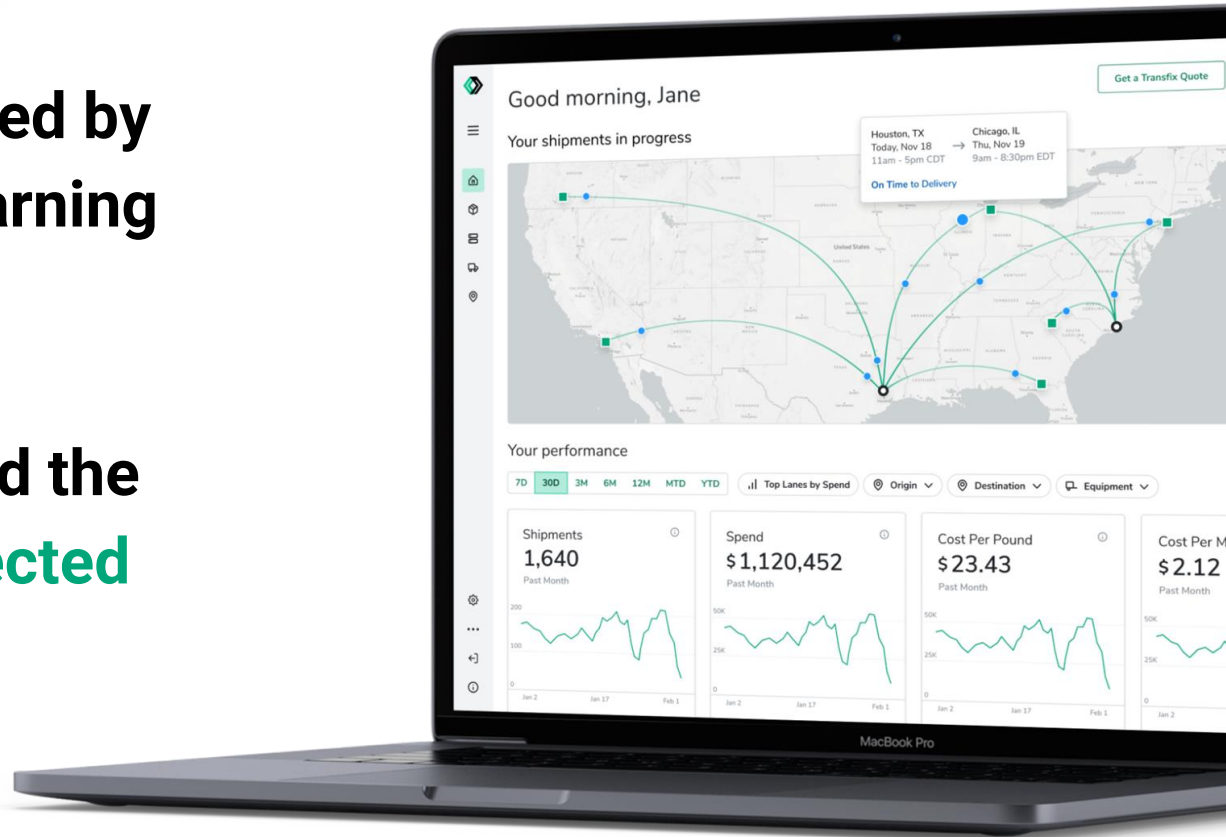 ed by
arning
d the
ected
Get a Transfix Quote
Good morning, Jane
Your shipments in progress
Houston, TX
Today, Nov 18
11am - 5pm CDT
→
Chicago, IL
Thu, Nov 19
9am - 8:30pm EDT
On Time to Delivery
United States
Your performance
7D 30D 3M 6M 12M MTD YTD Top Lanes by Spend Origin Destination Equipment
Shipments
1,640
Past Month
200
100
0
Jan 2 Jan 17 Feb 1
Spend
$1,120,452
Past Month
50K
25K
0
Jan 2 Jan 17 Feb 1
Cost Per Pound
$23.43
Past Month
50K
25K
0
Jan 2 Jan 17 Feb 1
Cost Per M
$2.12
Past Month
50K
25K
0
Jan 2
MacBook Pro